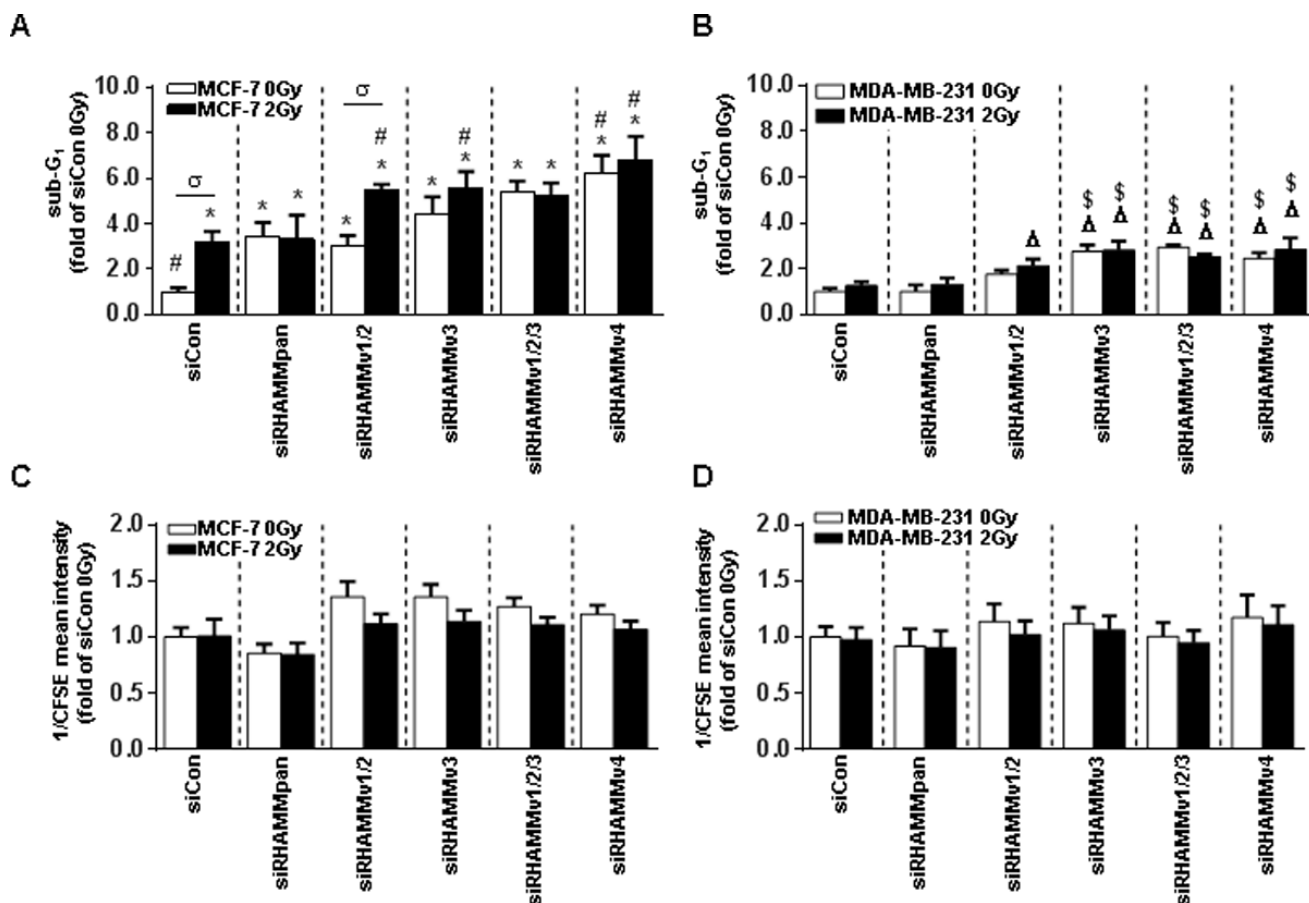 A
sub-G1
(fold of siCon 0Gy)
10.0
8.0
6.0
4.0
2.0
0.0
MCF-7 0Gy
MCF-7 2Gy
σ
σ
#
*
*
*
*
#
*
*
#
*
*
*
#
*
#
*
siCon
siRHAMMpan
siRHAMMv1/2
siRHAMMv3
siRHAMMv1/2/3
siRHAMMv4
B
sub-G1
(fold of siCon 0Gy)
10.0
8.0
6.0
4.0
2.0
0.0
MDA-MB-231 0Gy
MDA-MB-231 2Gy
Δ
$
Δ
$
Δ
$
Δ
$
Δ
$
Δ
$
Δ
siCon
siRHAMMpan
siRHAMMv1/2
siRHAMMv3
siRHAMMv1/2/3
siRHAMMv4
C
1/CFSE mean intensity
(fold of siCon 0Gy)
2.0
1.5
1.0
0.5
0.0
MCF-7 0Gy
MCF-7 2Gy
siCon
siRHAMMpan
siRHAMMv1/2
siRHAMMv3
siRHAMMv1/2/3
siRHAMMv4
D
1/CFSE mean intensity
(fold of siCon 0Gy)
2.0
1.5
1.0
0.5
0.0
MDA-MB-231 0Gy
MDA-MB-231 2Gy
siCon
siRHAMMpan
siRHAMMv1/2
siRHAMMv3
siRHAMMv1/2/3
siRHAMMv4